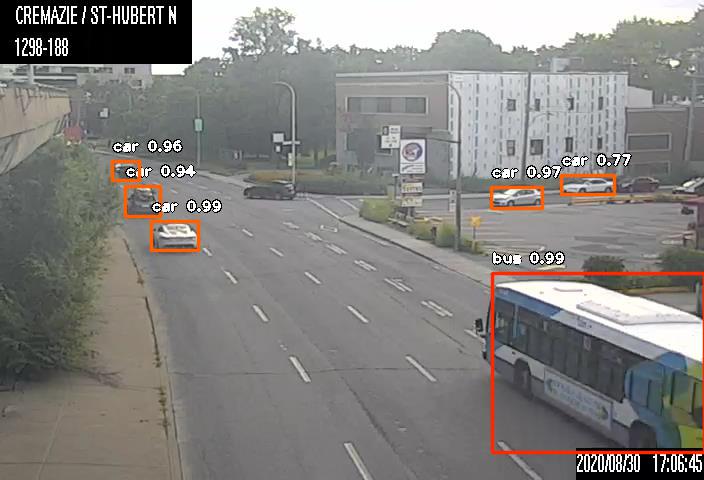 CREMAZIE / ST-HUBERT N
1298-188
car 0.96
car 0.94
car 0.99
car 0.97
car 0.77
bus 0.99
2020/08/30 17:06:45